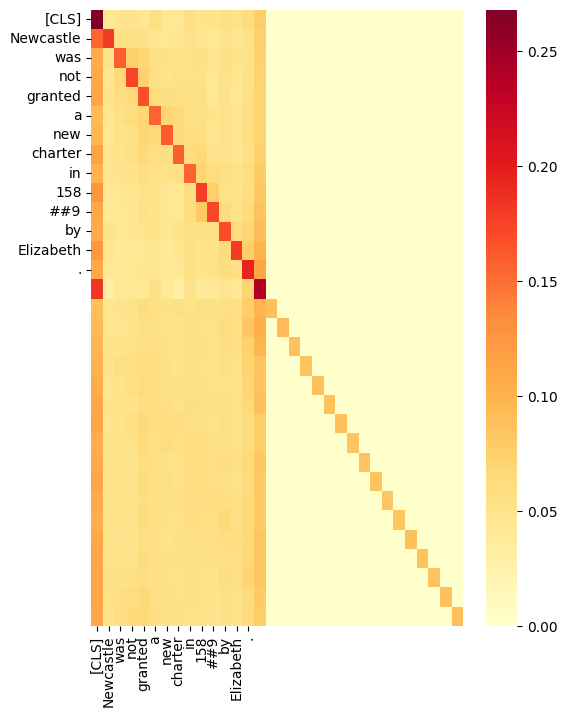 [CLS]
Newcastle
was
not
granted
a
new
charter
in
158
##9
by
Elizabeth
.
[CLS]
Newcastle
was
not
granted
a
new
charter
in
158
##9
by
Elizabeth
.
0.25
0.20
0.15
0.10
0.05
0.00